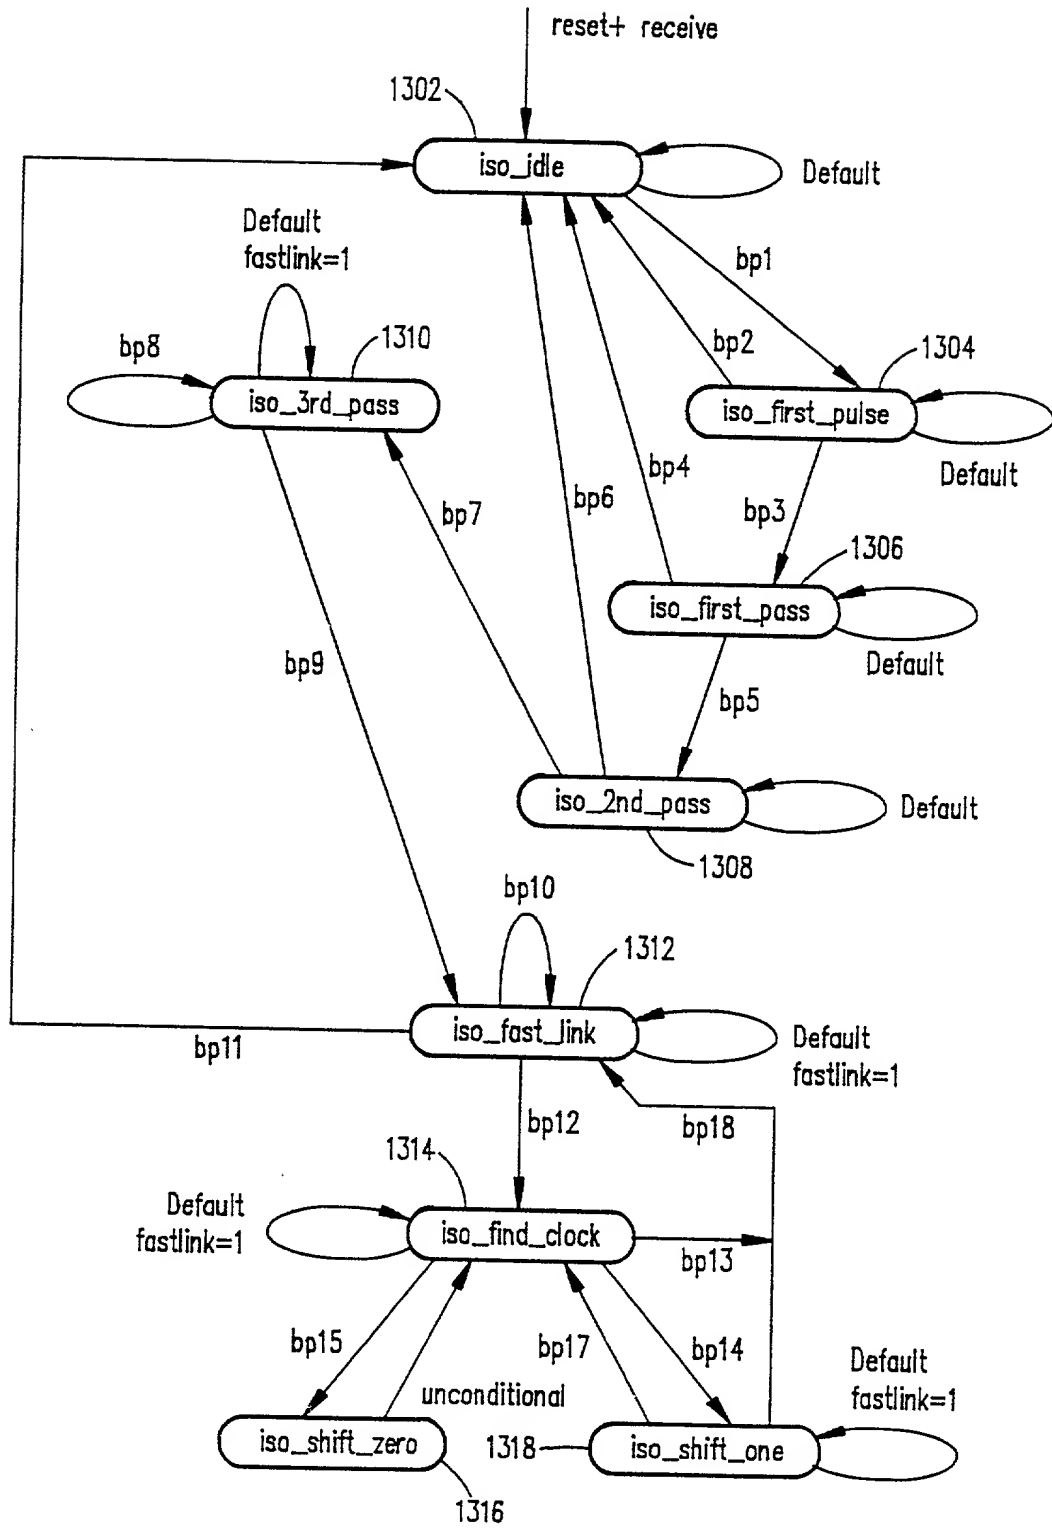 reset+ receive
1302
iso_idle
Default
Default
fastlink=1
bp1
bp8
1310
bp2
1304
iso_3rd_pass
iso_first_pulse
Default
bp4
bp6
bp7
bp3
1306
iso_first_pass
Default
bp9
bp5
iso_2nd_pass
Default
1308
bp10
1312
iso_fast_link
Default
fastlink=1
bp11
bp12
bp18
1314
Default
fastlink=1
iso_find_clock
bp13
bp15
bp17
bp14
Default
fastlink=1
unconditional
iso_shift_zero
1318
iso_shift_one
1316